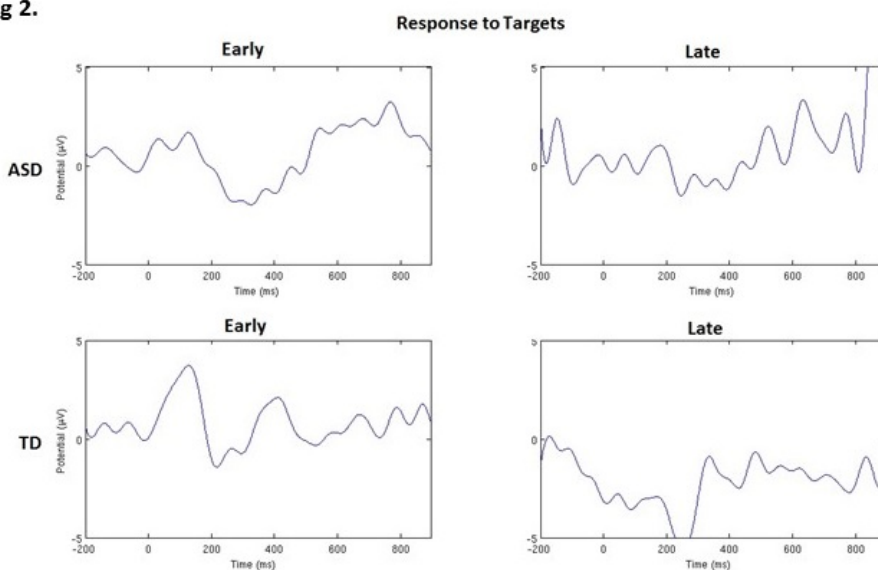 g 2.
Response to Targets
Early
Late
ASD
Potential (µV)
5
0
-5
-200 0 200 400 600 800
Time (ms)
5
0
-5
-200 0 200 400 600 800
Time (ms)
Early
Late
TD
Potential (µV)
5
0
-5
-200 0 200 400 600 800
Time (ms)
5
0
-5
-200 0 200 400 600 800
Time (ms)